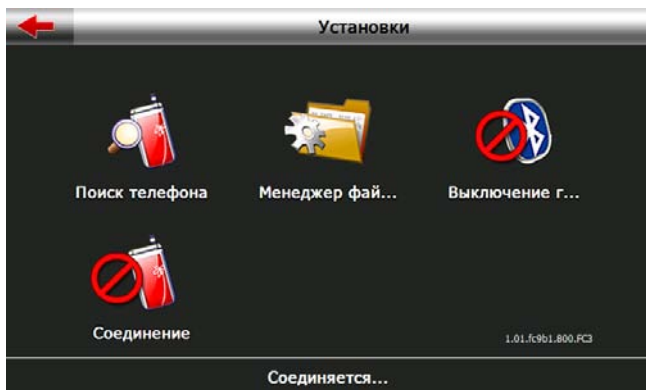 Установки
Поиск телефона
Менеджер фай...
Выключение г...
Соединение
1.01.fc9b1.800.FC3
Соединяется...